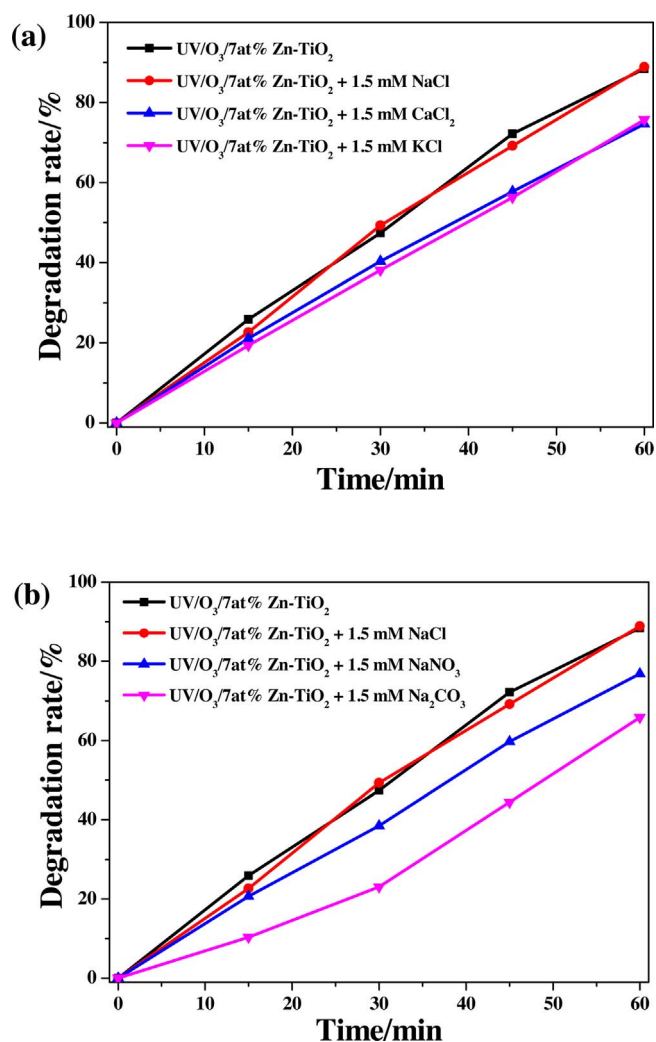 (a)
100
80
60
40
20
0
Degradation rate/%
UV/O₃/7at% Zn-TiO₂
UV/O₃/7at% Zn-TiO₂ + 1.5 mM NaCl
UV/O₃/7at% Zn-TiO₂ + 1.5 mM CaCl₂
UV/O₃/7at% Zn-TiO₂ + 1.5 mM KCl
0 10 20 30 40 50 60
Time/min
(b)
100
80
60
40
20
0
Degradation rate/%
UV/O₃/7at% Zn-TiO₂
UV/O₃/7at% Zn-TiO₂ + 1.5 mM NaCl
UV/O₃/7at% Zn-TiO₂ + 1.5 mM NaNO₃
UV/O₃/7at% Zn-TiO₂ + 1.5 mM Na₂CO₃
0 10 20 30 40 50 60
Time/min